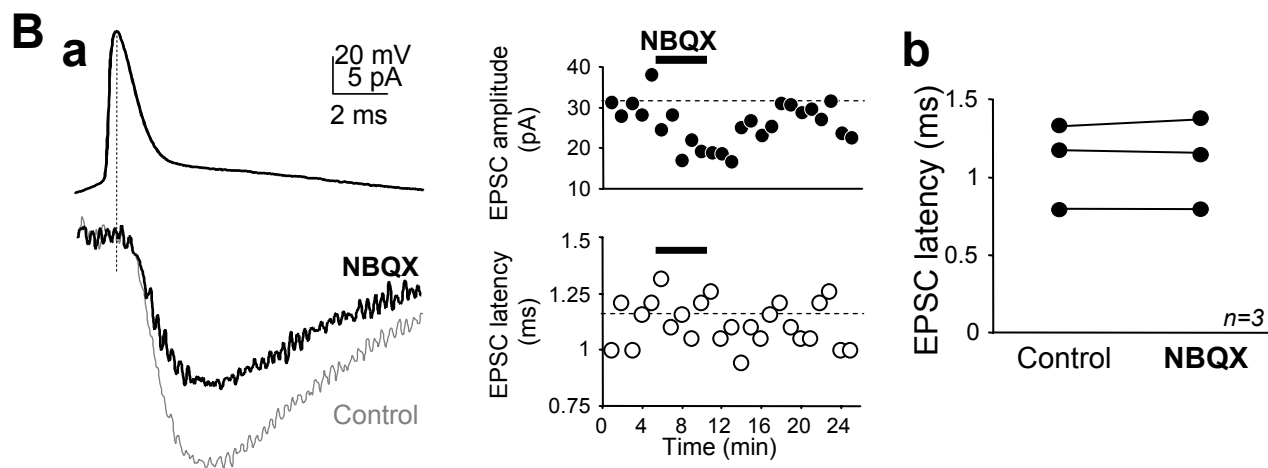 B
a
20 mV
5 pA
2 ms
NBQX
Control
NBQX
EPSC amplitude
(pA)
40
30
20
10
EPSC latency
(ms)
1.5
1.25
1
0.75
0 4 8 12 16 20 24
Time (min)
b
EPSC latency (ms)
1.5
1
0.5
0
n=3
Control NBQX